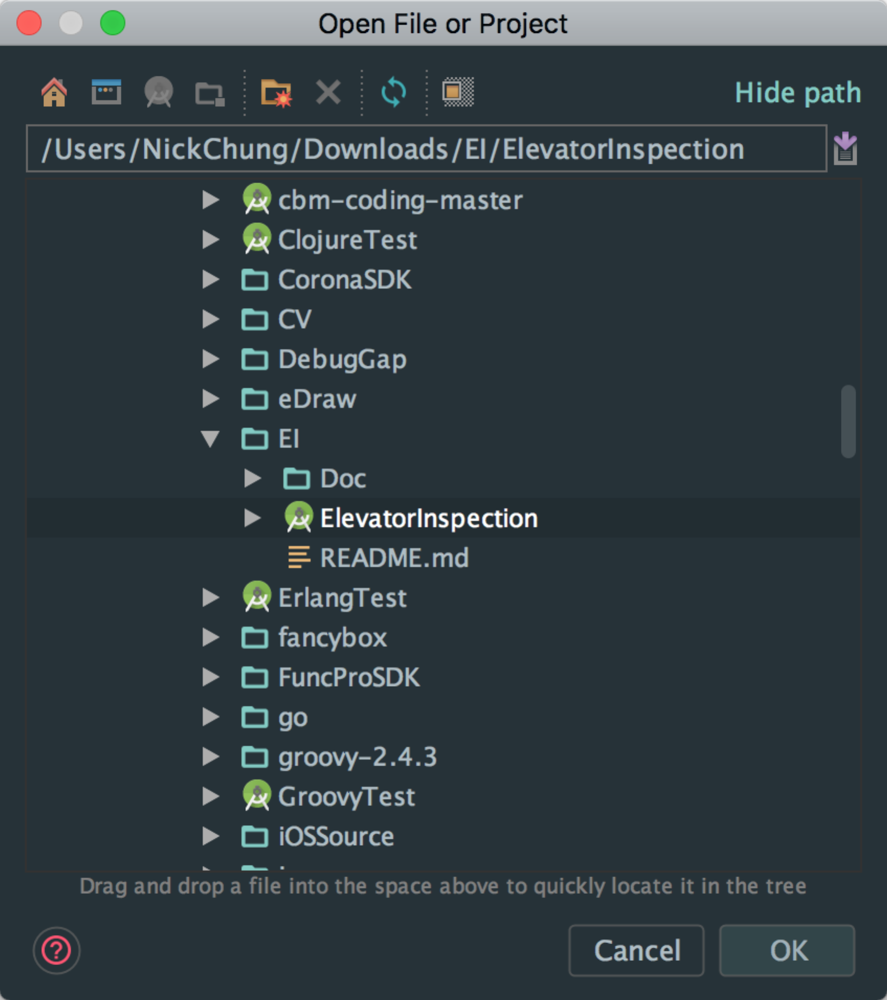 Open File or Project
Hide path
/Users/NickChung/Downloads/EI/ElevatorInspection
cbm-coding-master
ClojureTest
CoronaSDK
CV
DebugGap
eDraw
EI
Doc
ElevatorInspection
README.md
ErlangTest
fancybox
FuncProSDK
go
groovy-2.4.3
GroovyTest
iOSSource
Drag and drop a file into the space above to quickly locate it in the tree
?
Cancel
OK